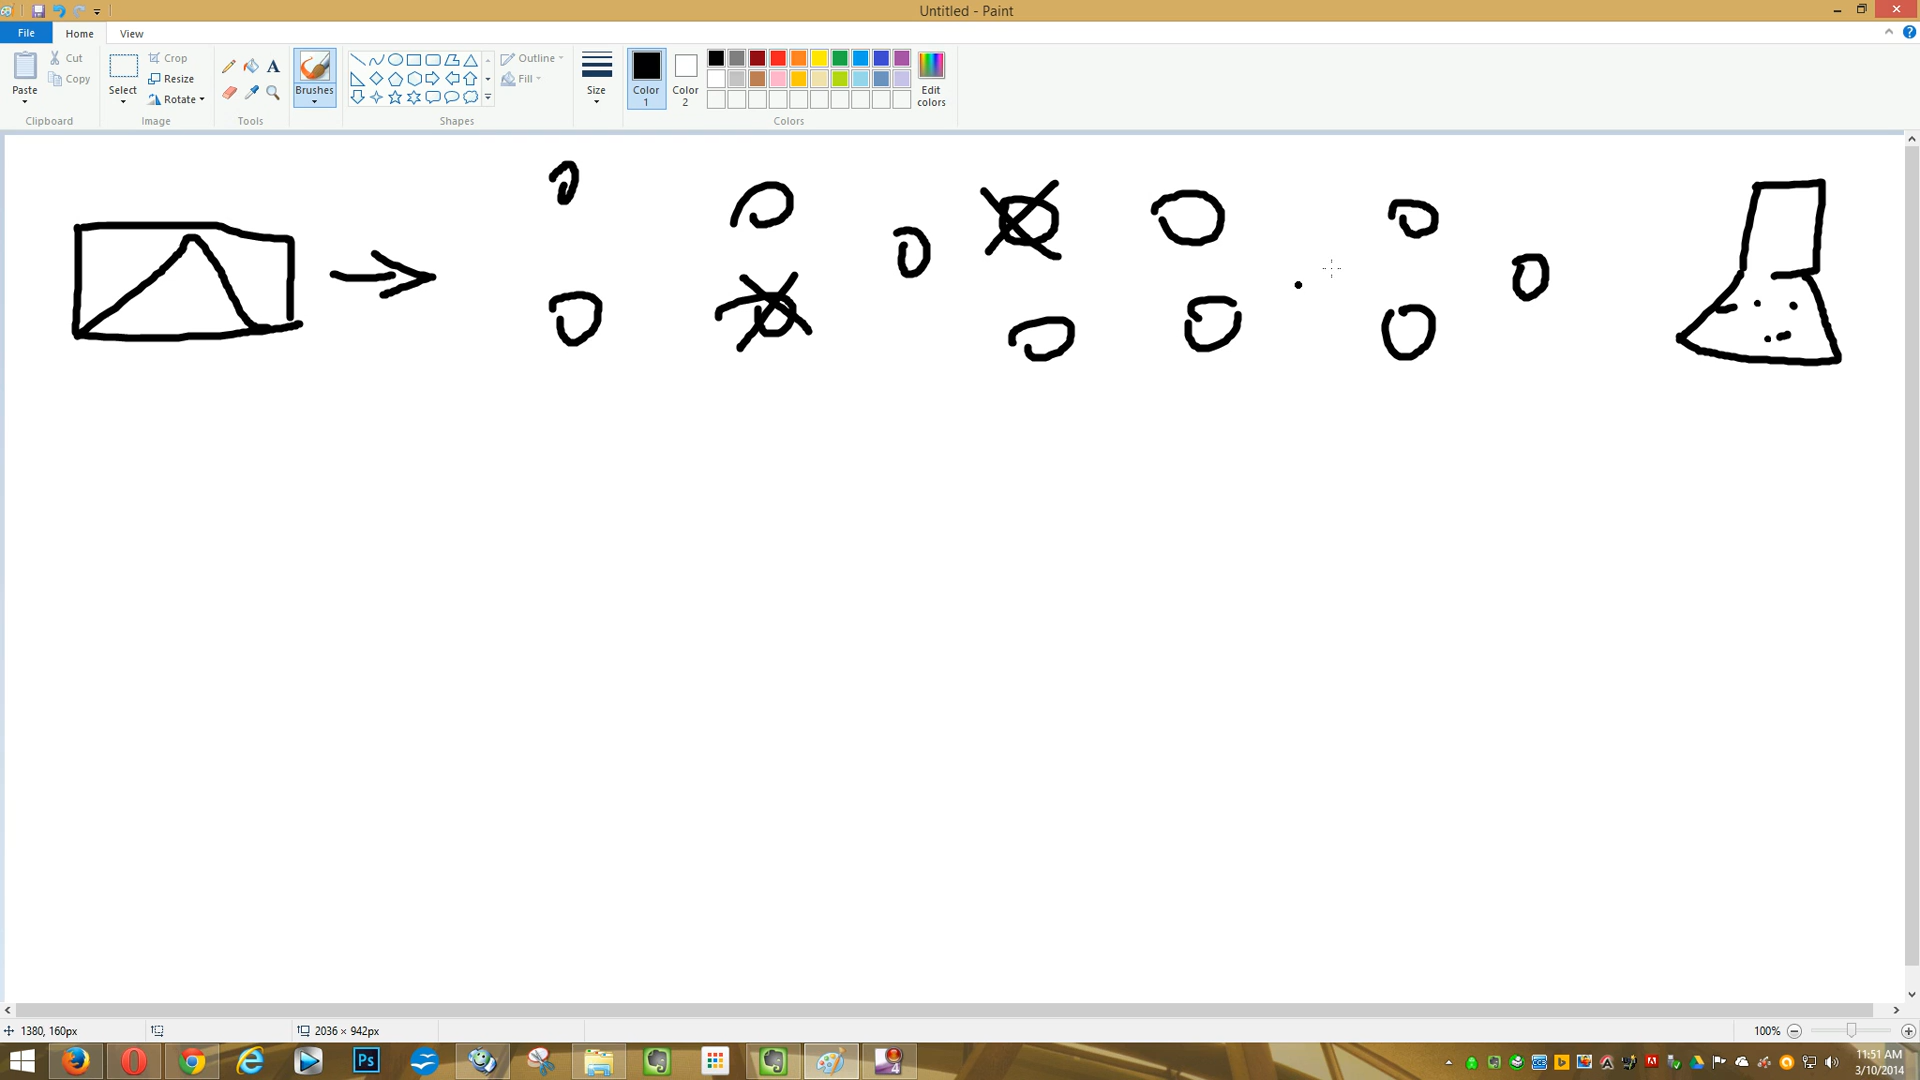 Untitled - Paint
File Home View
Paste
Cut
Copy
Clipboard
Select
Crop
Resize
Rotate
Image
A
Tools
Brushes
Outline
Fill
Shapes
Size
Color 1
Color 2
Edit colors
Colors
1380, 160px
2036 × 942px
100%
Ps
4
11:51 AM
3/10/2014